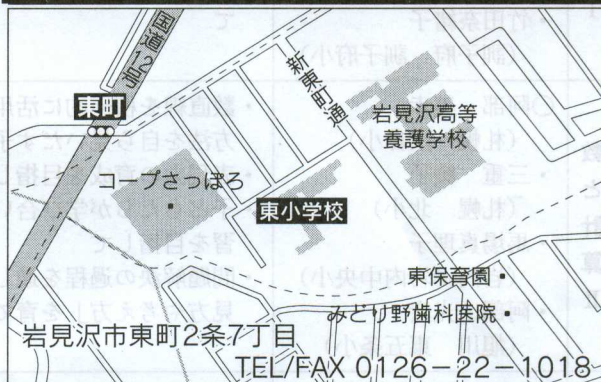 国道12号
東町
新東町通
岩見沢高等
養護学校
コープさっぽろ
東小学校
東保育園
みどり野歯科医院
岩見沢市東町2条7丁目
TEL/FAX 0126-22-1018